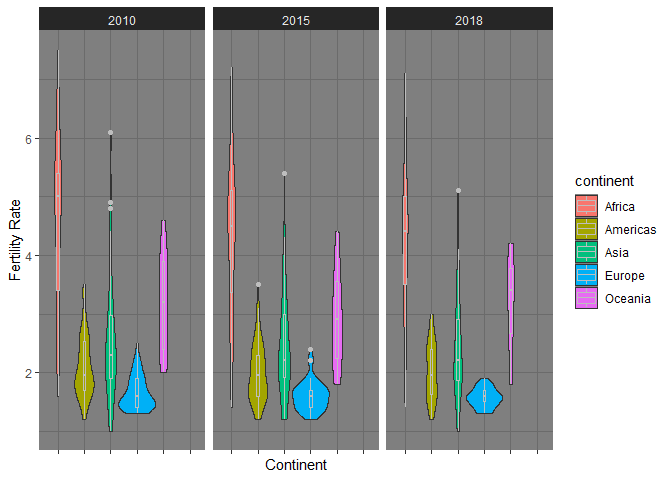 2010
2015
2018
Fertility Rate
6
4
2
Continent
continent
Africa
Americas
Asia
Europe
Oceania